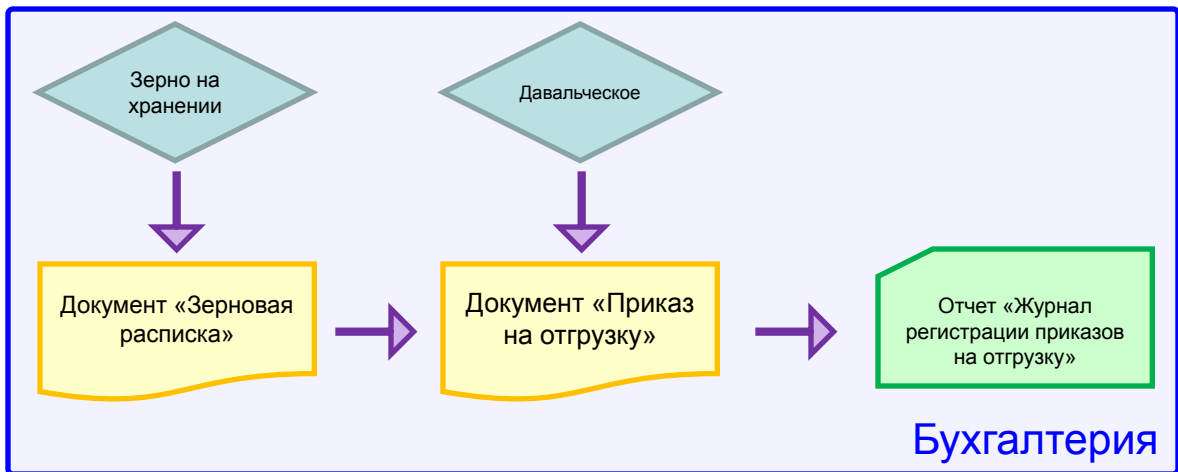 Зерно на
хранении
Давальческое
Документ «Зерновая
расписка»
Документ «Приказ
на отгрузку»
Отчет «Журнал
регистрации приказов
на отгрузку»
Бухгалтерия